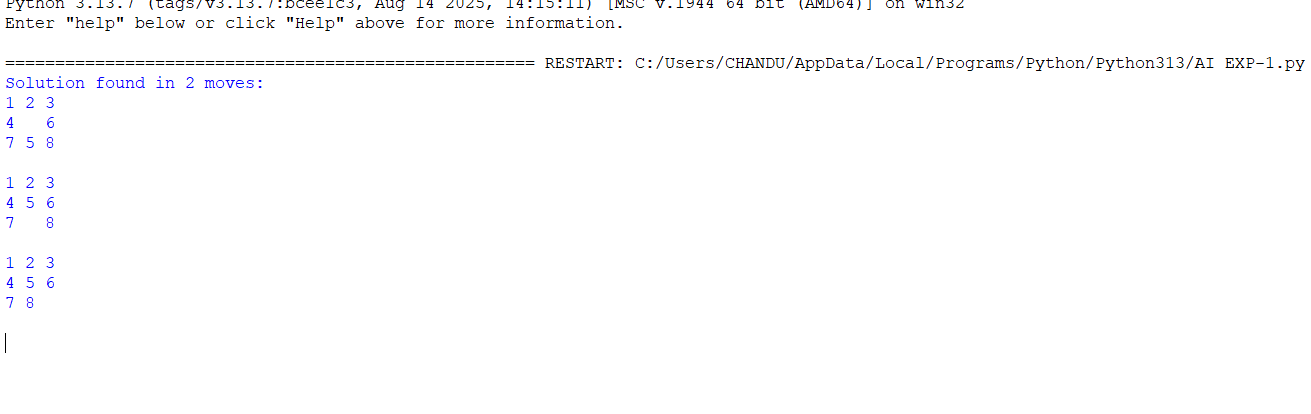 Python 3.13.7 (tags/v3.13.7:bcee1c3, Aug 14 2025, 14:15:11) [MSC v.1944 64 bit (AMD64)] on win32
Enter "help" below or click "Help" above for more information.
===================================================== RESTART: C:/Users/CHANDU/AppData/Local/Programs/Python/Python313/AI EXP-1.py
Solution found in 2 moves:
1 2 3
4   6
7 5 8
1 2 3
4 5 6
7   8
1 2 3
4 5 6
7 8